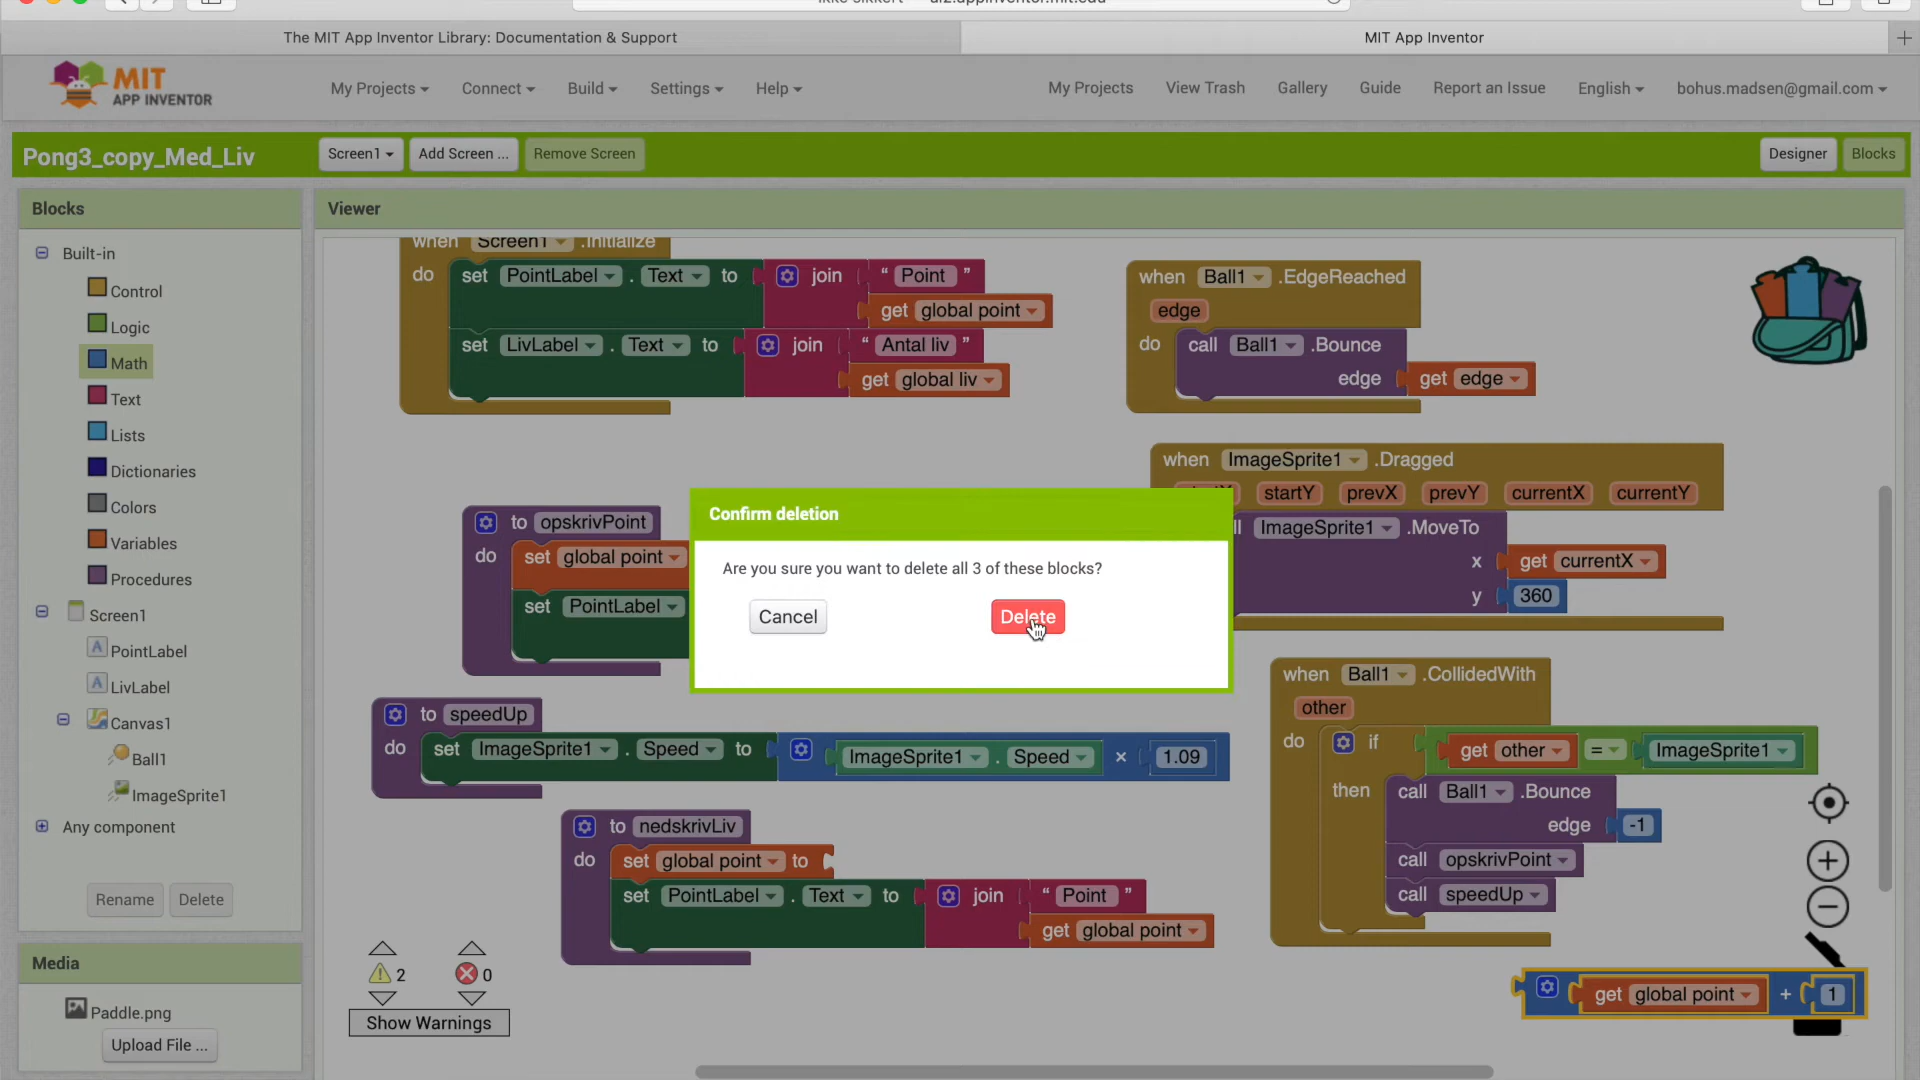 The MIT App Inventor Library: Documentation & Support
MIT App Inventor
MIT
APP INVENTOR
My Projects
Connect
Build
Settings
Help
My Projects
View Trash
Gallery
Guide
Report an Issue
English
bohus.madsen@gmail.com
Pong3_copy_Med_Liv
Screen1
Add Screen ...
Remove Screen
Designer
Blocks
Blocks
Viewer
Built-in
Control
Logic
Math
Text
Lists
Dictionaries
Colors
Variables
Procedures
Screen1
PointLabel
LivLabel
Canvas1
Ball1
ImageSprite1
Any component
Rename
Delete
Media
Paddle.png
Upload File ...
when Screen1 .Initialize
do set PointLabel . Text to join “ Point ”
get global point
set LivLabel . Text to join “ Antal liv ”
get global liv
when Ball1 .EdgeReached
edge
do call Ball1 .Bounce
edge get edge
when ImageSprite1 .Dragged
startY prevX prevY currentX currentY
ImageSprite1 .MoveTo
x get currentX
y 360
to opskrivPoint
do set global point
set PointLabel
Confirm deletion
Are you sure you want to delete all 3 of these blocks?
Cancel
Delete
to speedUp
do set ImageSprite1 . Speed to ImageSprite1 . Speed × 1.09
to nedskrivLiv
do set global point to
set PointLabel . Text to join “ Point ”
get global point
when Ball1 .CollidedWith
other
do if get other = ImageSprite1
then call Ball1 .Bounce
edge -1
call opskrivPoint
call speedUp
get global point + 1
2
0
Show Warnings